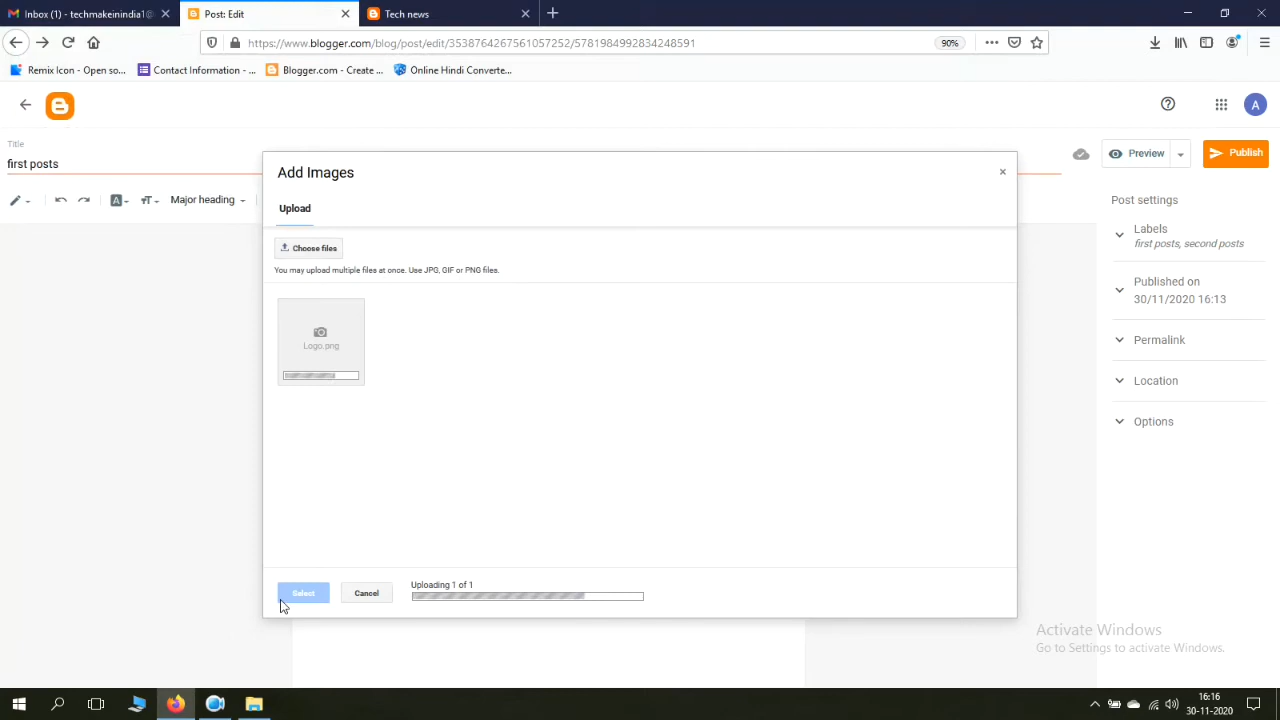 Inbox (1) - techmakeindia1@
Post: Edit
Tech news
https://www.blogger.com/blog/post/edit/3538764267561057252/5781984992834248591
90%
Remix Icon - Open so...
Contact Information - ...
Blogger.com - Create ...
Online Hindi Converte...
A
Title
first posts
Preview
Publish
A
Major heading
Add Images
×
Upload
Choose files
You may upload multiple files at once. Use JPG, GIF or PNG files.
Logo.png
Select
Cancel
Uploading 1 of 1
Post settings
Labels
first posts, second posts
Published on
30/11/2020 16:13
Permalink
Location
Options
Activate Windows
Go to Settings to activate Windows.
16:16
30-11-2020